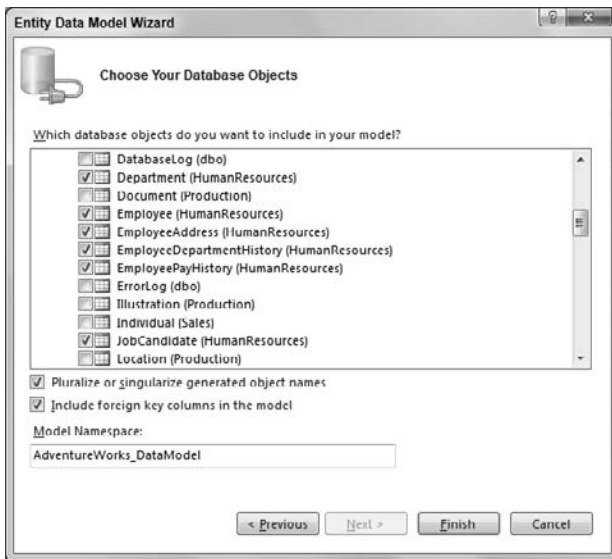 Entity Data Model Wizard
Choose Your Database Objects
Which database objects do you want to include in your model?
DatabaseLog (dbo)
Department (HumanResources)
Document (Production)
Employee (HumanResources)
EmployeeAddress (HumanResources)
EmployeeDepartmentHistory (HumanResources)
EmployeePayHistory (HumanResources)
ErrorLog (dbo)
Illustration (Production)
Individual (Sales)
JobCandidate (HumanResources)
Location (Production)
Pluralize or singularize generated object names
Include foreign key columns in the model
Model Namespace:
AdventureWorks_DataModel
< Previous Next > Finish Cancel